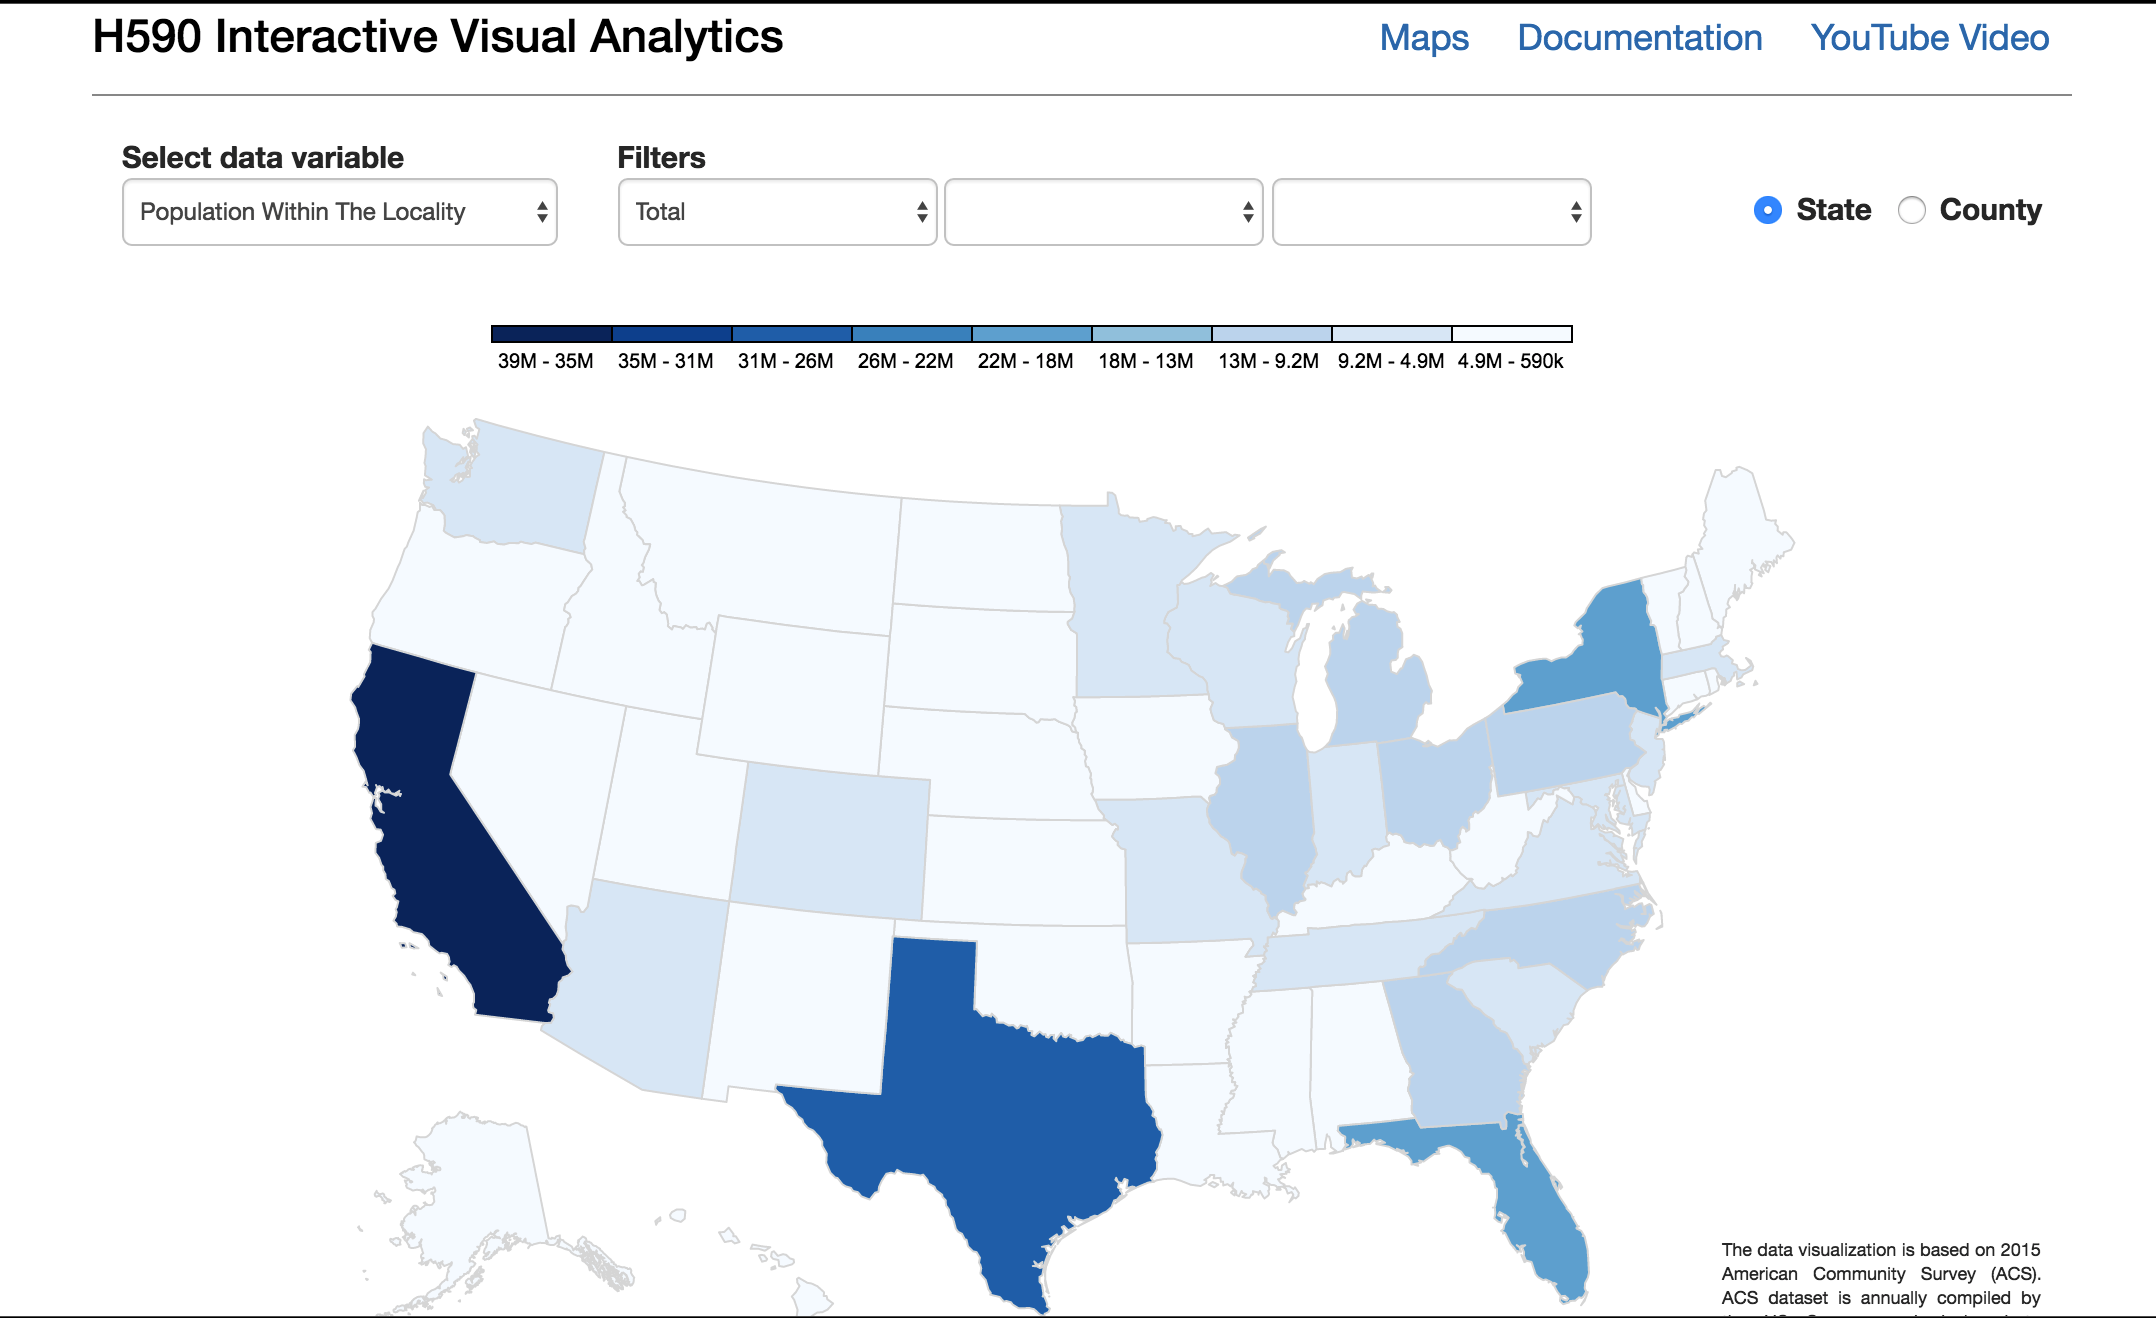 H590 Interactive Visual Analytics
Maps Documentation YouTube Video
Select data variable
Filters
Population Within The Locality
Total
State
County
39M - 35M 35M - 31M 31M - 26M 26M - 22M 22M - 18M 18M - 13M 13M - 9.2M 9.2M - 4.9M 4.9M - 590k
The data visualization is based on 2015
American Community Survey (ACS).
ACS dataset is annually compiled by